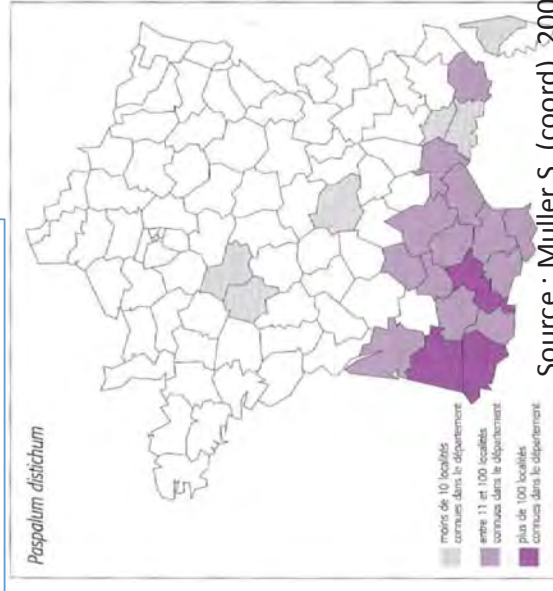 Paspalum distichum
moins de 10 localités
connues dans le département
entre 11 et 100 localités
connues dans le département
plus de 100 localités
connues dans le département
Source : Muller S. (coord), 200